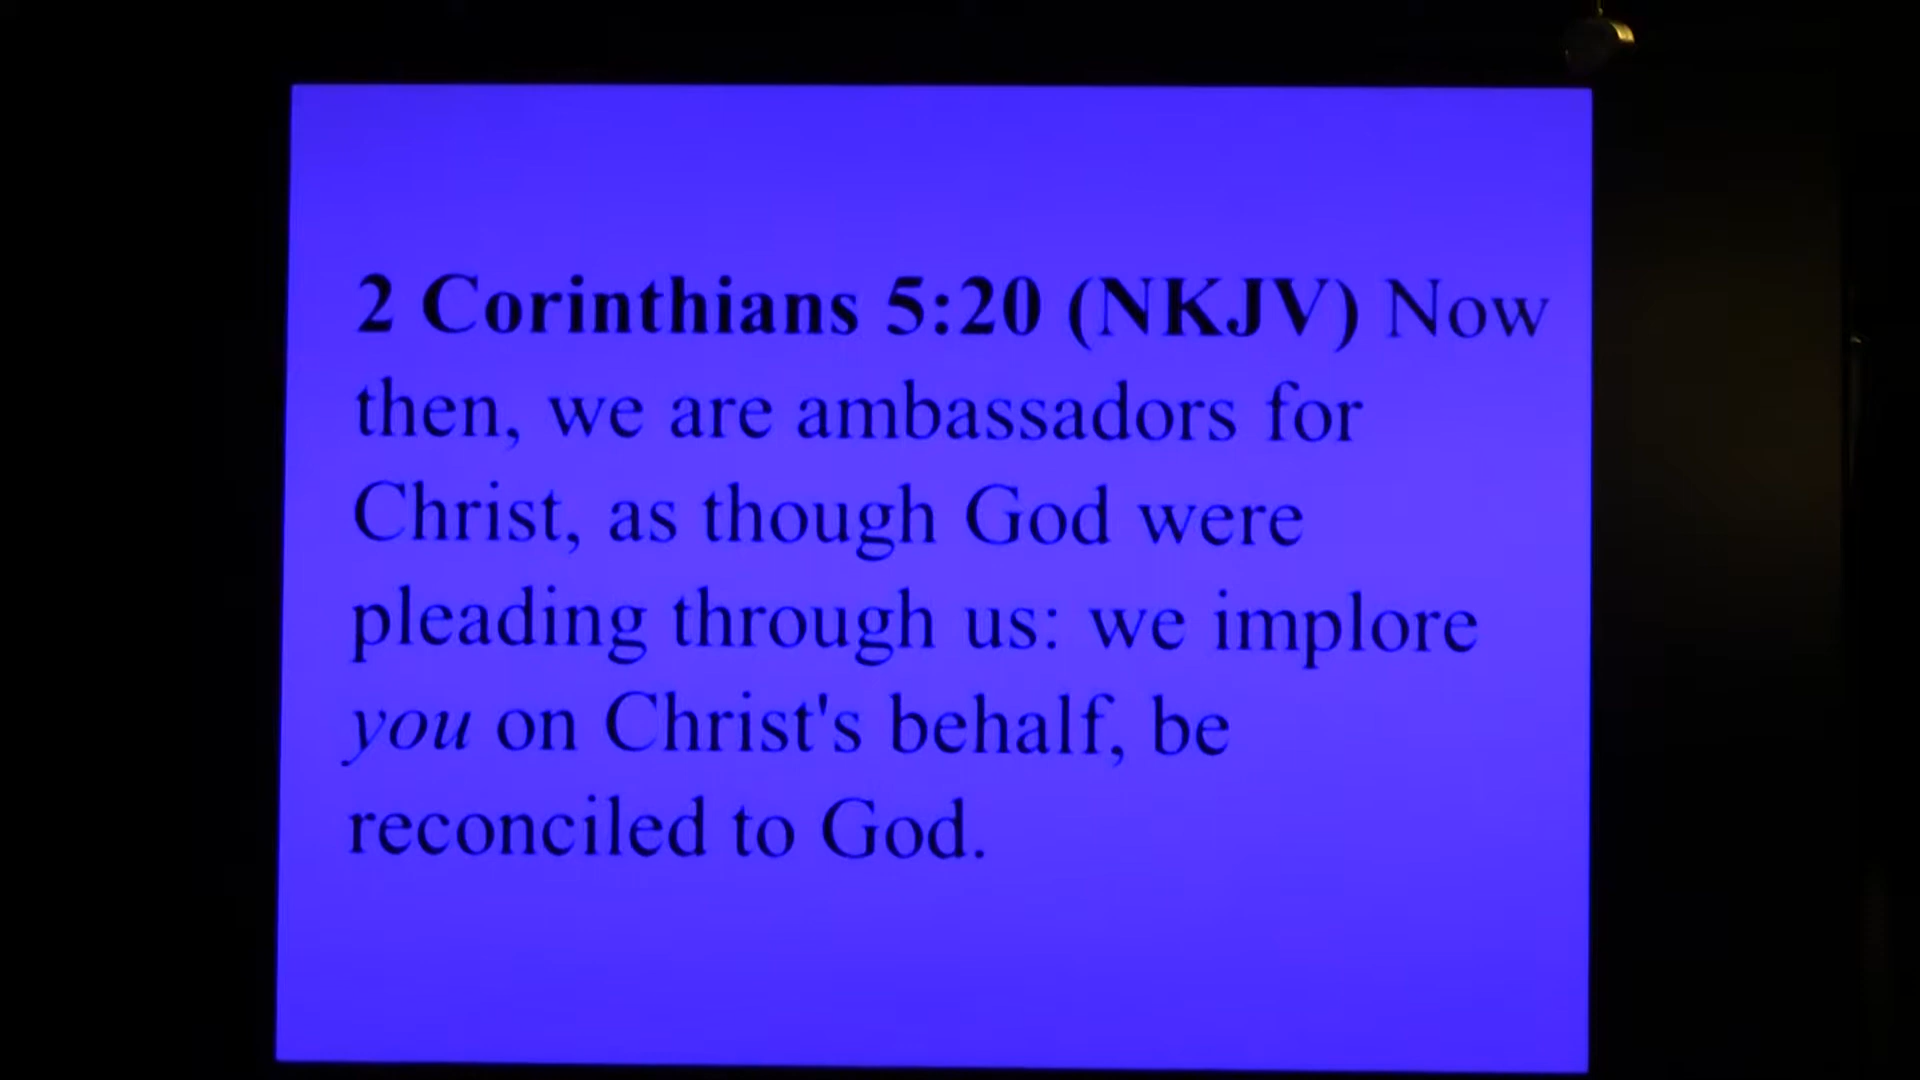 2 Corinthians 5:20 (NKJV) Now
then, we are ambassadors for
Christ, as though God were
pleading through us: we implore
you on Christ's behalf, be
reconciled to God.